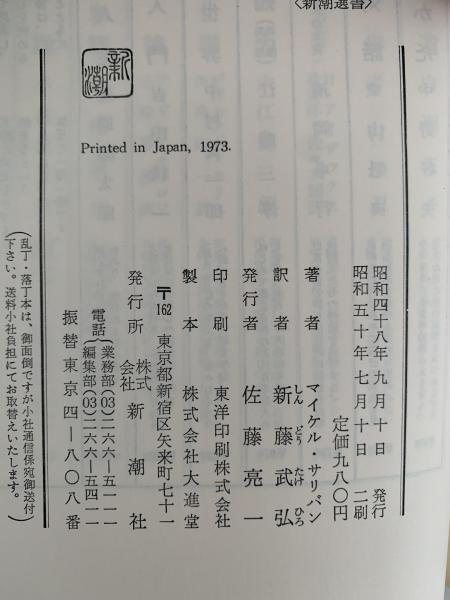 〈新潮選書〉
新潮
Printed in Japan, 1973.
昭和四十八年九月十日 発行
昭和五十年七月十日 二刷
定価九八〇円
著者 マイケル・サリバン
訳者 新藤武弘
しんどうたけひろ
発行者 佐藤亮一
印刷 東洋印刷株式会社
製本 株式会社大進堂
〒162 東京都新宿区矢来町七十一
発行所 株式会社 新潮社
電話 業務部(03)二六六—五一一一
編集部(03)二六六—五四一一
振替東京四—八〇八番
(乱丁・落丁本は、御面倒ですが小社通信係宛御送付
下さい。送料小社負担にてお取替えいたします。)